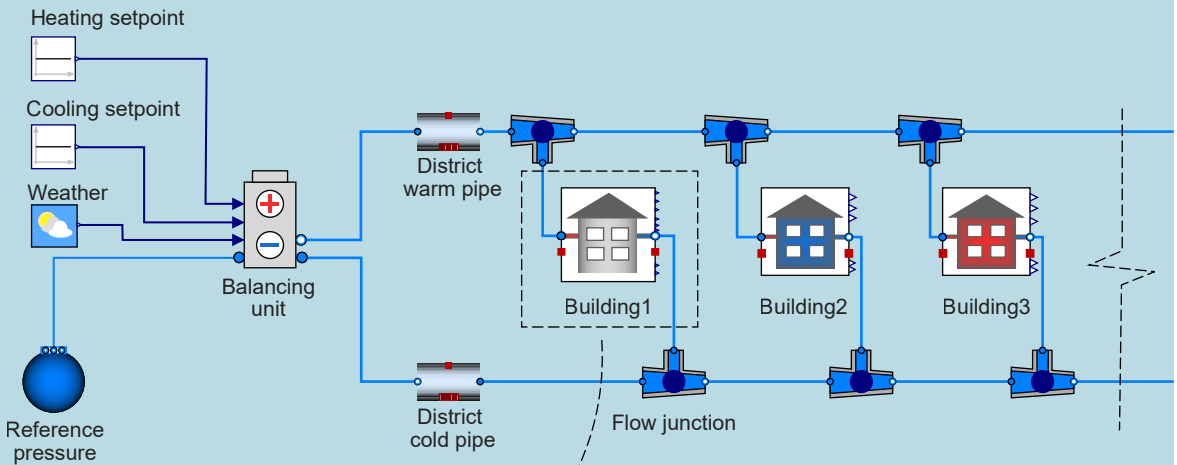 Heating setpoint
Cooling setpoint
Weather
Balancing
unit
Reference
pressure
District
warm pipe
Building1
Building2
Building3
District
cold pipe
Flow junction